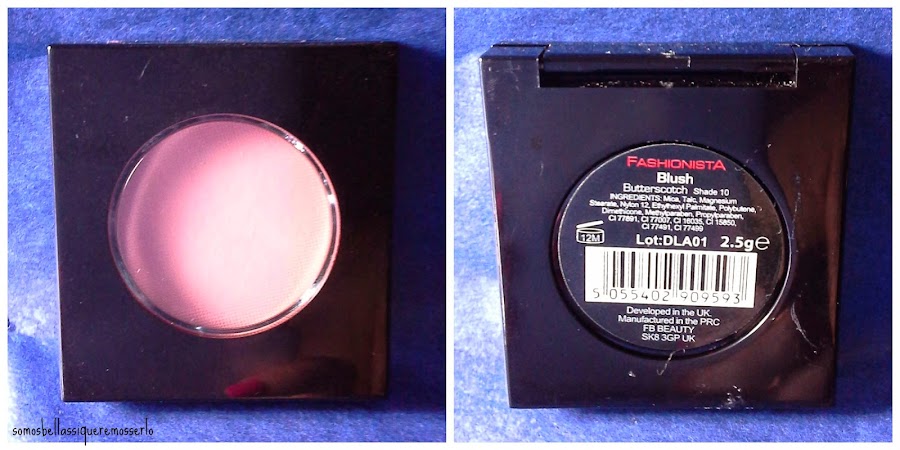 FASHIONISTA
Blush
Butterscotch Shade 10
INGREDIENTS: Mica, Talc, Magnesium
Stearate, Nylon 12, Ethylhexyl Palmitate, Polybutene,
Dimethicone, Methylparaben, Propylparaben,
CI 77891, CI 77007, CI 16035, CI 15850,
CI 77491, CI 77499
12M
Lot:DLA01 2.5g℮
5 055402 909593
Developed in the UK.
Manufactured in the PRC
FB BEAUTY
SK8 3GP UK
somosbellassiqueremosserlo